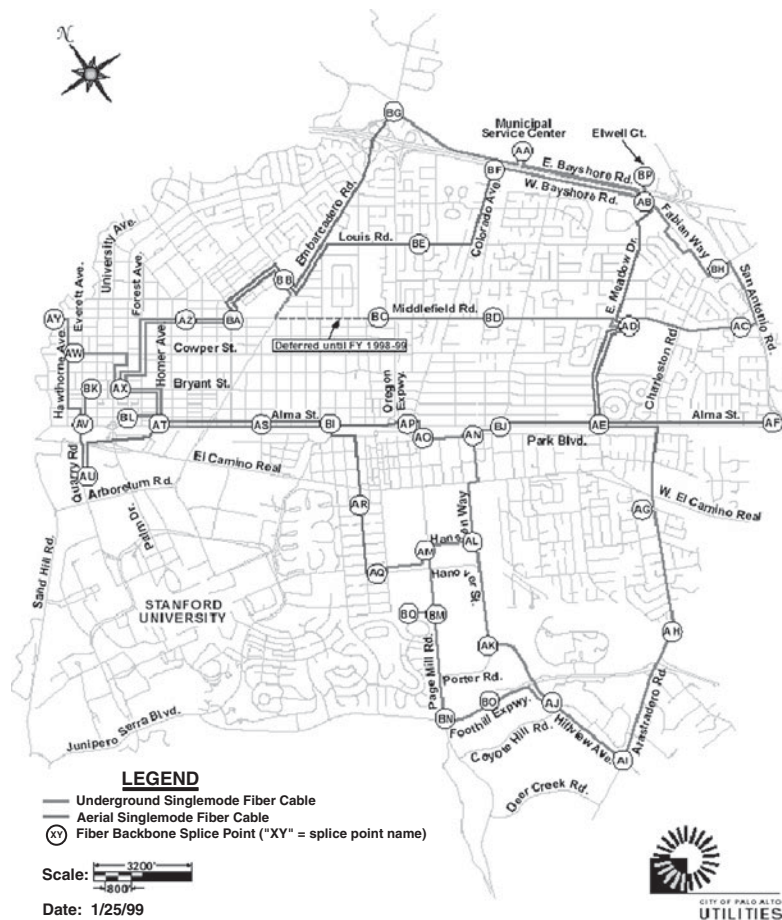 N
BG
Municipal
Service Center
Elwell Ct.
AA
E. Bayshore Rd.
BP
BF
W. Bayshore Rd.
AB
Embarcadero Rd.
Colorado Ave.
Fabian Way
Louis Rd.
BE
E. Meadow Dr.
BH
San Antonio Rd.
University Ave.
Forest Ave.
Everett Ave.
BB
AY
AZ
BA
BC
Middlefield Rd.
BD
AD
AC
Hawthorne Ave.
AW
Homer Ave.
Cowper St.
Deferred until FY 1998-99
Charleston Rd.
BK
AX
Bryant St.
Oregon
Expwy.
BL
AV
AT
AS
Alma St.
BI
AP
AO
AN
BJ
Park Blvd.
AE
Alma St.
AF
Quarry Rd
AU
El Camino Real
Arboretum Rd.
Palm Dr.
AR
W. El Camino Real
AG
Sand Hill Rd.
Hansen Way
AL
AM
AQ
Hanover St.
STANFORD
UNIVERSITY
BQ
BM
AH
AK
Page Mill Rd.
Porter Rd.
BO
AJ
BN
Foothill Expwy.
Arastradero Rd.
Junipero Serra Blvd.
Coyote Hill Rd.
Hillview Ave.
AI
Deer Creek Rd.
LEGEND
Underground Singlemode Fiber Cable
Aerial Singlemode Fiber Cable
XY Fiber Backbone Splice Point ("XY" = splice point name)
Scale: 3200'
800'
Date: 1/25/99
CITY OF PALO ALTO
UTILITIES